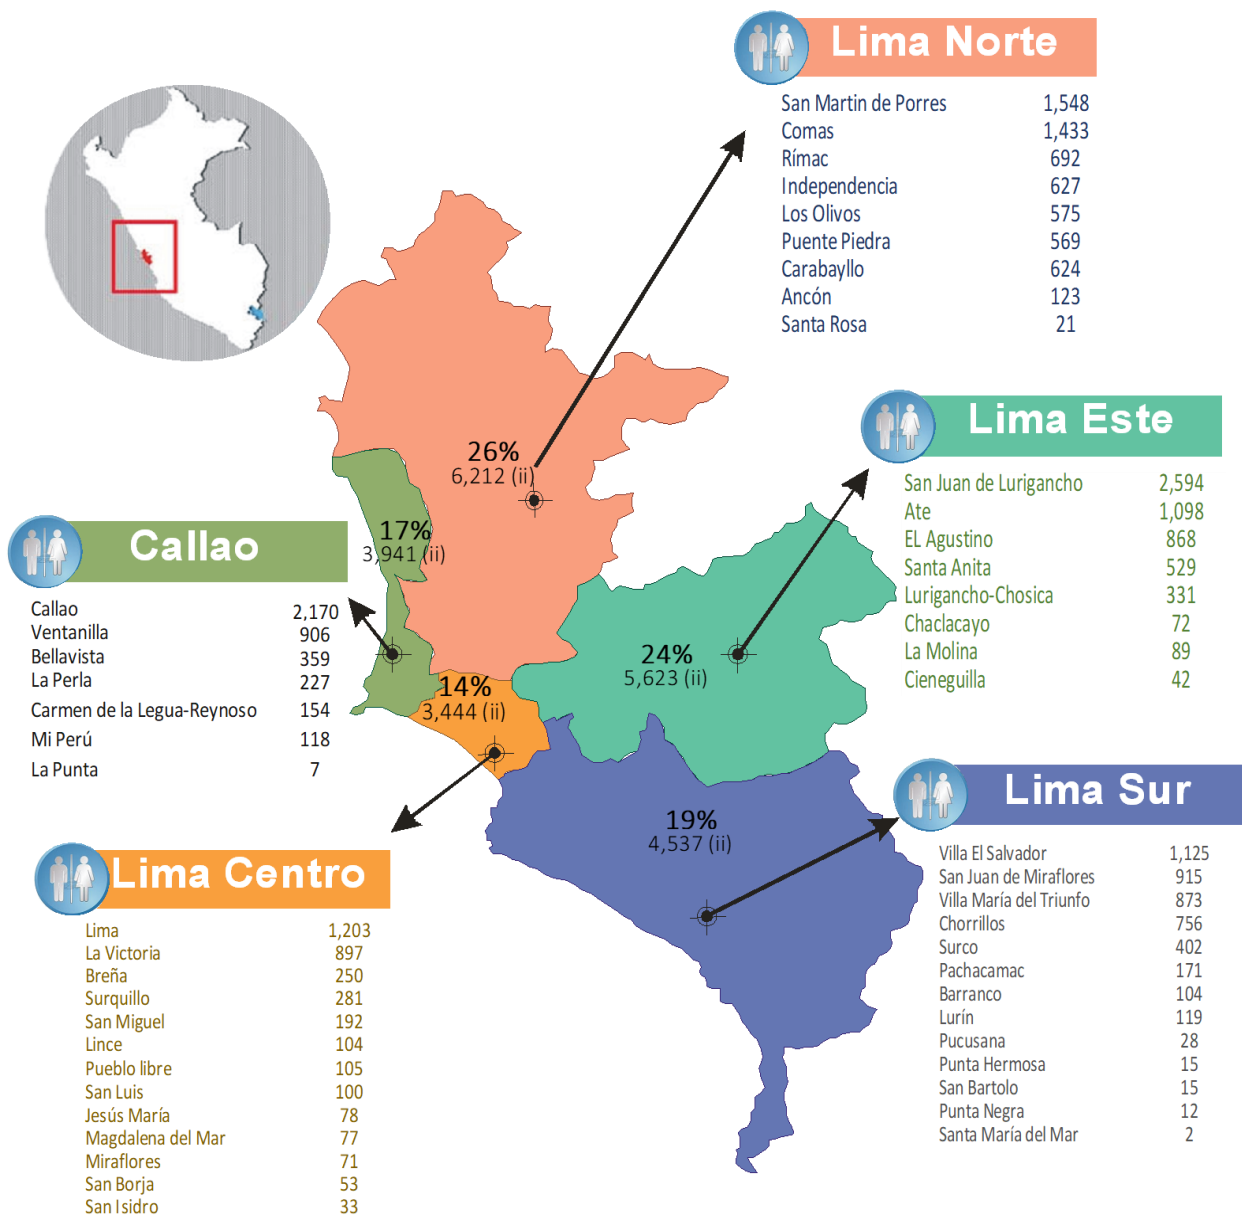 Lima Norte
San Martin de Porres 1,548
Comas 1,433
Rímac 692
Independencia 627
Los Olivos 575
Puente Piedra 569
Carabayllo 624
Ancón 123
Santa Rosa 21
Lima Este
San Juan de Lurigancho 2,594
Ate 1,098
EL Agustino 868
Santa Anita 529
Lurigancho-Chosica 331
Chaclacayo 72
La Molina 89
Cieneguilla 42
26%
6,212 (ii)
17%
3,941 (ii)
24%
5,623 (ii)
14%
3,444 (ii)
19%
4,537 (ii)
Callao
Callao 2,170
Ventanilla 906
Bellavista 359
La Perla 227
Carmen de la Legua-Reynoso 154
Mi Perú 118
La Punta 7
Lima Centro
Lima 1,203
La Victoria 897
Breña 250
Surquillo 281
San Miguel 192
Lince 104
Pueblo libre 105
San Luis 100
Jesús María 78
Magdalena del Mar 77
Miraflores 71
San Borja 53
San Isidro 33
Lima Sur
Villa El Salvador 1,125
San Juan de Miraflores 915
Villa María del Triunfo 873
Chorrillos 756
Surco 402
Pachacamac 171
Barranco 104
Lurín 119
Pucusana 28
Punta Hermosa 15
San Bartolo 15
Punta Negra 12
Santa María del Mar 2